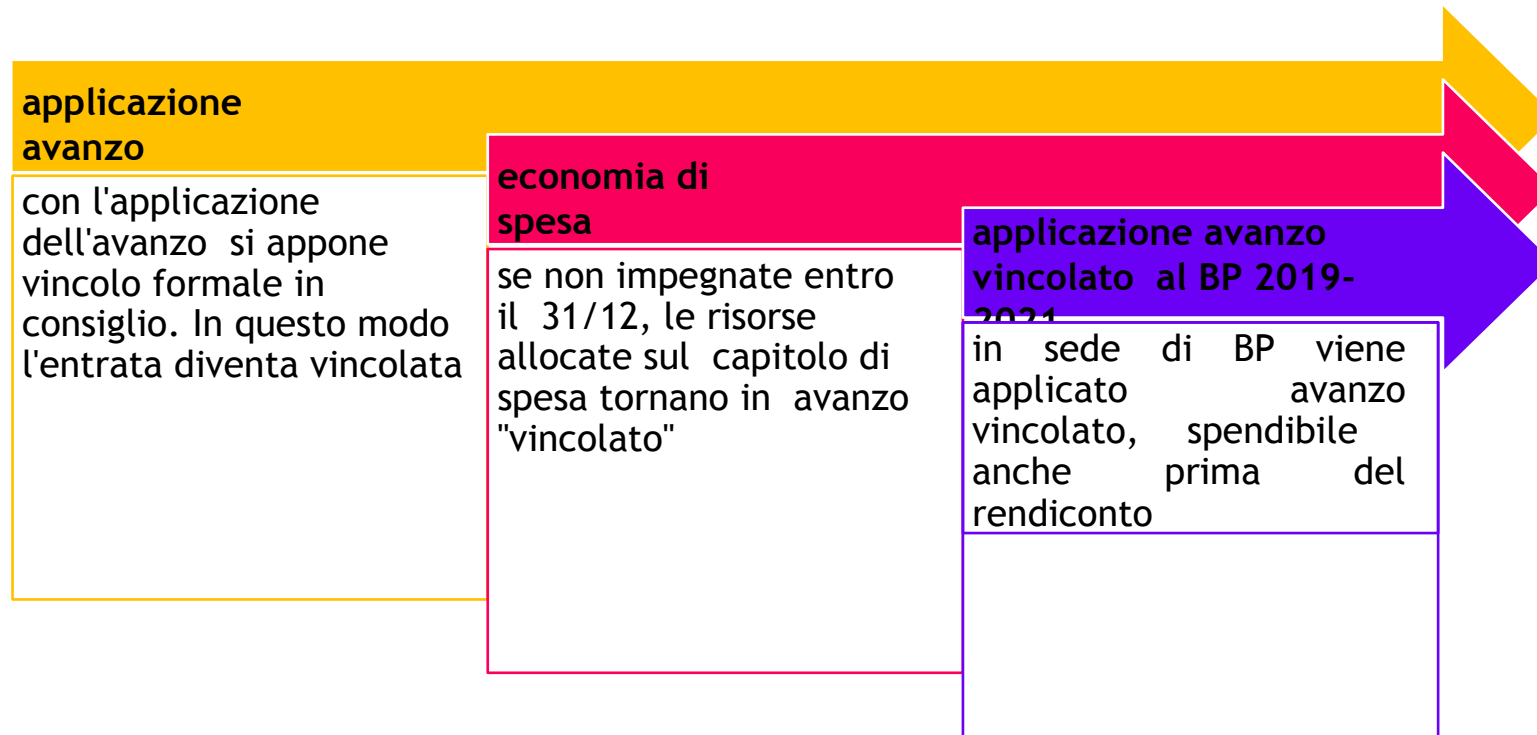 applicazione
avanzo
con l'applicazione
dell'avanzo si appone
vincolo formale in
consiglio. In questo modo
l'entrata diventa vincolata
economia di
spesa
se non impegnate entro
il 31/12, le risorse
allocate sul capitolo di
spesa tornano in avanzo
"vincolato"
applicazione avanzo
vincolato al BP 2019-
2021
in sede di BP viene
applicato avanzo
vincolato, spendibile
anche prima del
rendiconto